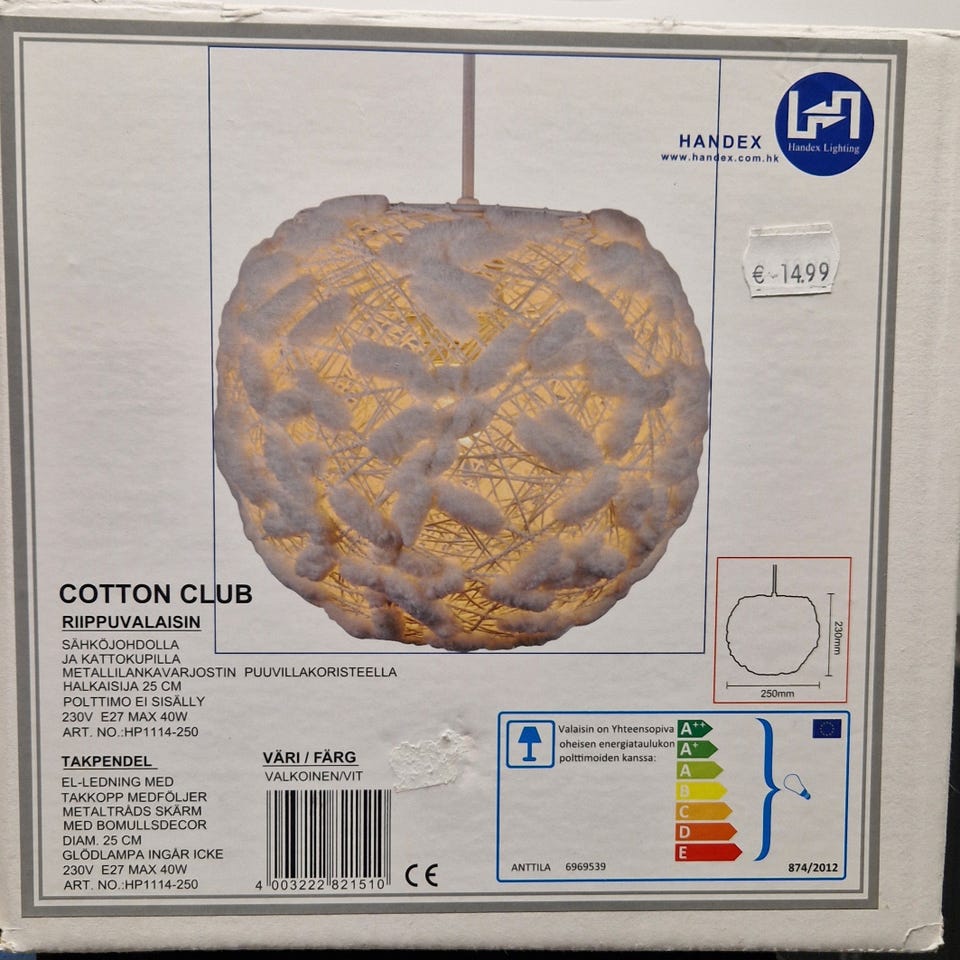 HANDEX
www.handex.com.hk
Handex Lighting
€ -14.99
COTTON CLUB
RIIPPUVALAISIN
SÄHKÖJOHDOLLA
JA KATTOKUPILLA
METALLILANKAVARJOSTIN PUUVILLAKORISTEELLA
HALKAISIJA 25 CM
POLTTIMO EI SISÄLLY
230V E27 MAX 40W
ART. NO.:HP1114-250
230mm
250mm
TAKPENDEL
EL-LEDNING MED
TAKKOPP MEDFÖLJER
METALTRÅDS SKÄRM
MED BOMULLSDECOR
DIAM. 25 CM
GLÖDLAMPA INGÅR ICKE
230V E27 MAX 40W
ART. NO.:HP1114-250
VÄRI / FÄRG
VALKOINEN/VIT
4 003222 821510
CE
Valaisin on Yhteensopiva
oheisen energiataulukon
polttimoiden kanssa:
A++
A+
A
B
C
D
E
ANTTILA 6969539
874/2012